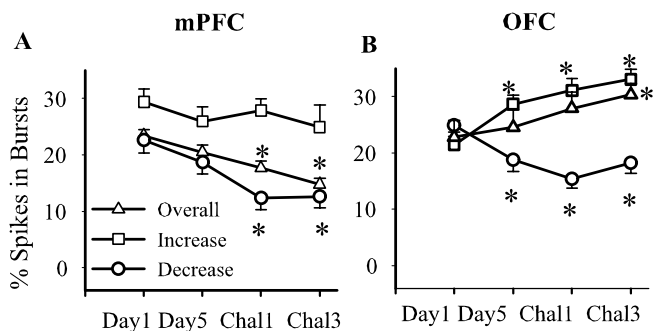 mPFC
OFC
A
B
% Spikes in Bursts
30
20
10
0
Overall
Increase
Decrease
* * * *
Day1 Day5 Chal1 Chal3
30
20
10
0
* * * * * * *
Day1 Day5 Chal1 Chal3